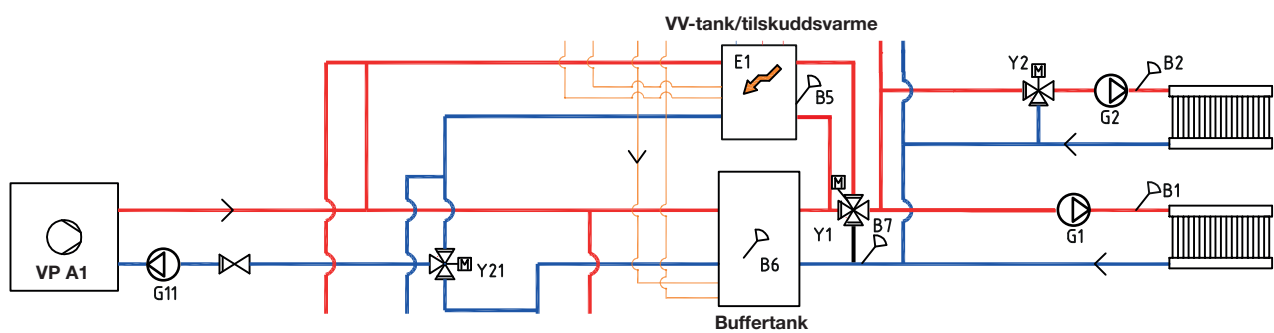 VV-tank/tilskuddsvarme
E1
B5
Y2
M
B2
G2
VP A1
G11
M
Y21
B6
Buffertank
M
Y1
B7
G1
B1